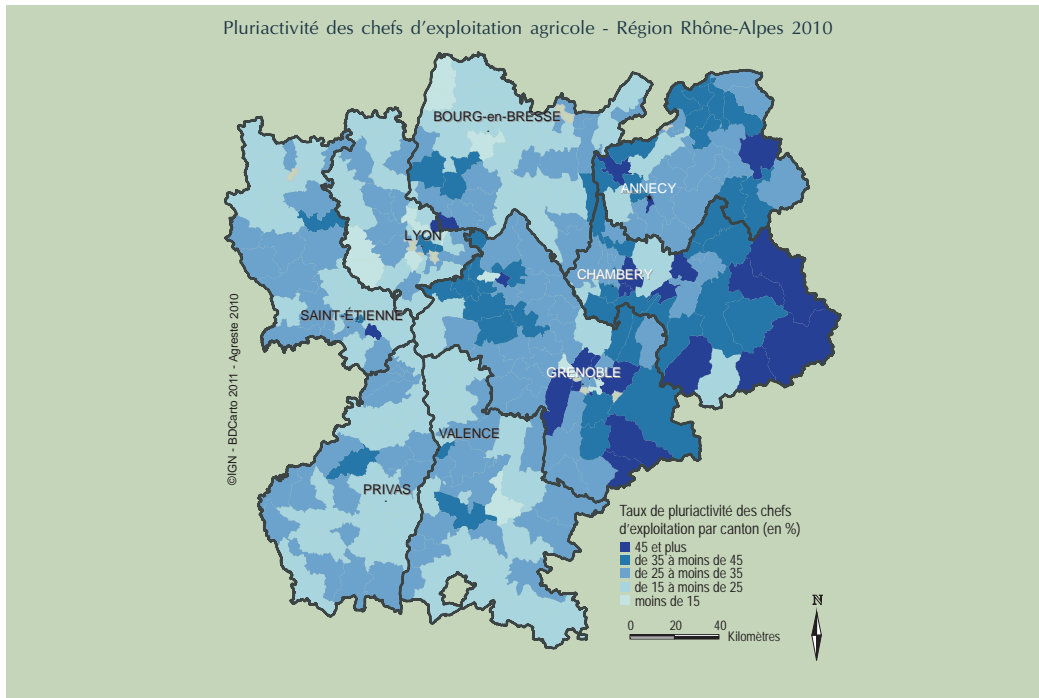 Pluriactivité des chefs d'exploitation agricole - Région Rhône-Alpes 2010
BOURG-en-BRESSE
ANNECY
LYON
CHAMBERY
SAINT-ÉTIENNE
GRENOBLE
VALENCE
PRIVAS
©IGN - BDCarto 2011 - Agreste 2010
Taux de pluriactivité des chefs
d'exploitation par canton (en %)
45 et plus
de 35 à moins de 45
de 25 à moins de 35
de 15 à moins de 25
moins de 15
0 20 40
Kilomètres
N